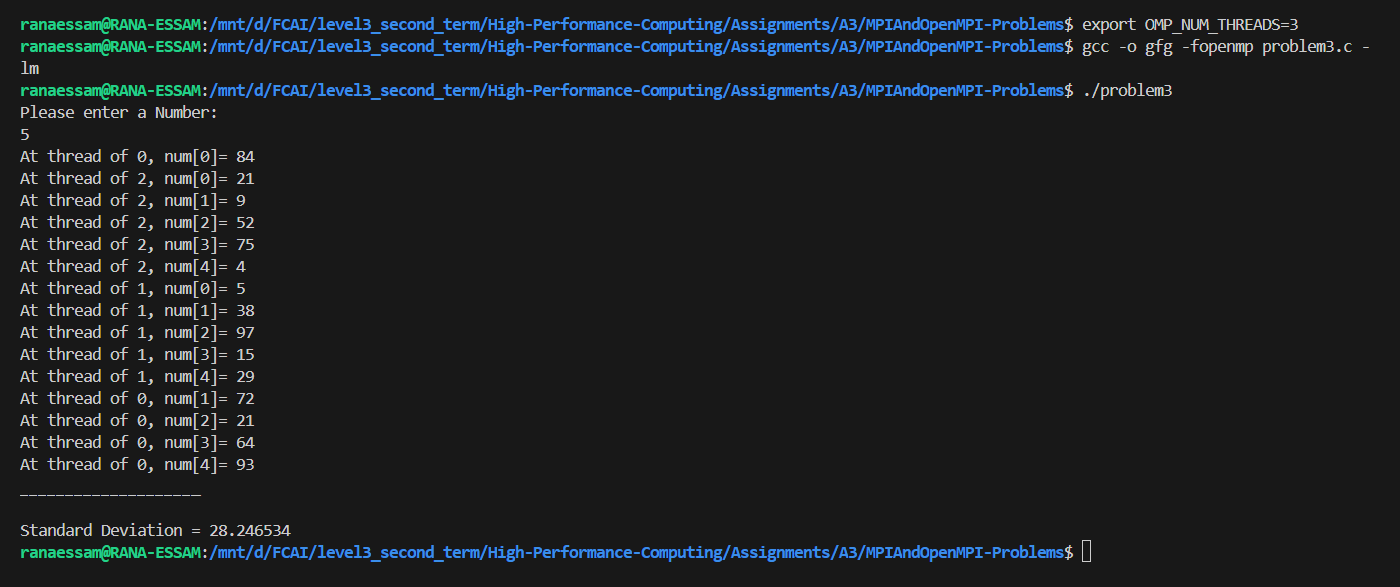 ranaessam@RANA-ESSAM:/mnt/d/FCAI/level3_second_term/High-Performance-Computing/Assignments/A3/MPIAndOpenMPI-Problems$ export OMP_NUM_THREADS=3
ranaessam@RANA-ESSAM:/mnt/d/FCAI/level3_second_term/High-Performance-Computing/Assignments/A3/MPIAndOpenMPI-Problems$ gcc -o gfg -fopenmp problem3.c -
lm
ranaessam@RANA-ESSAM:/mnt/d/FCAI/level3_second_term/High-Performance-Computing/Assignments/A3/MPIAndOpenMPI-Problems$ ./problem3
Please enter a Number:
5
At thread of 0, num[0]= 84
At thread of 2, num[0]= 21
At thread of 2, num[1]= 9
At thread of 2, num[2]= 52
At thread of 2, num[3]= 75
At thread of 2, num[4]= 4
At thread of 1, num[0]= 5
At thread of 1, num[1]= 38
At thread of 1, num[2]= 97
At thread of 1, num[3]= 15
At thread of 1, num[4]= 29
At thread of 0, num[1]= 72
At thread of 0, num[2]= 21
At thread of 0, num[3]= 64
At thread of 0, num[4]= 93
____________________
Standard Deviation = 28.246534
ranaessam@RANA-ESSAM:/mnt/d/FCAI/level3_second_term/High-Performance-Computing/Assignments/A3/MPIAndOpenMPI-Problems$